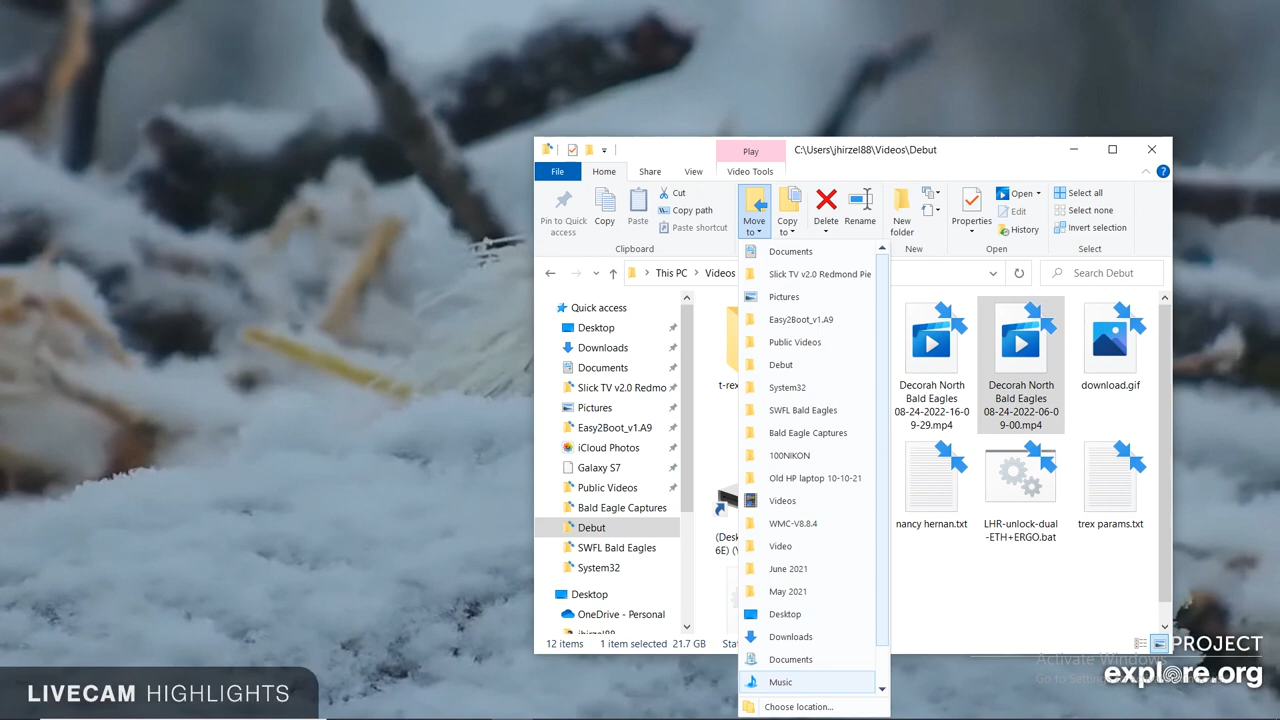 Play
C:\Users\jhirzel88\Videos\Debut
File
Home
Share
View
Video Tools
Pin to Quick
access
Copy
Paste
Cut
Copy path
Paste shortcut
Clipboard
Move
to
Copy
to
Delete
Rename
New
folder
New
Properties
Open
Edit
History
Open
Select all
Select none
Invert selection
Select
This PC
Videos
Search Debut
Quick access
Desktop
Downloads
Documents
Slick TV v2.0 Redmo
Pictures
Easy2Boot_v1.A9
iCloud Photos
Galaxy S7
Public Videos
Bald Eagle Captures
Debut
SWFL Bald Eagles
System32
Desktop
OneDrive - Personal
jhirzel88
12 items
1 item selected
21.7 GB
Documents
Slick TV v2.0 Redmond Pie
Pictures
Easy2Boot_v1.A9
Public Videos
Debut
System32
SWFL Bald Eagles
Bald Eagle Captures
100NIKON
Old HP laptop 10-10-21
Videos
WMC-V8.8.4
Video
June 2021
May 2021
Desktop
Downloads
Documents
Music
Choose location...
t-rex
(Desk
6E) (
Decorah North
Bald Eagles
08-24-2022-16-0
9-29.mp4
Decorah North
Bald Eagles
08-24-2022-06-0
9-00.mp4
download.gif
nancy hernan.txt
LHR-unlock-dual
-ETH+ERGO.bat
trex params.txt
PROJECT
Activate Windows
explore.org
LIVECAM HIGHLIGHTS